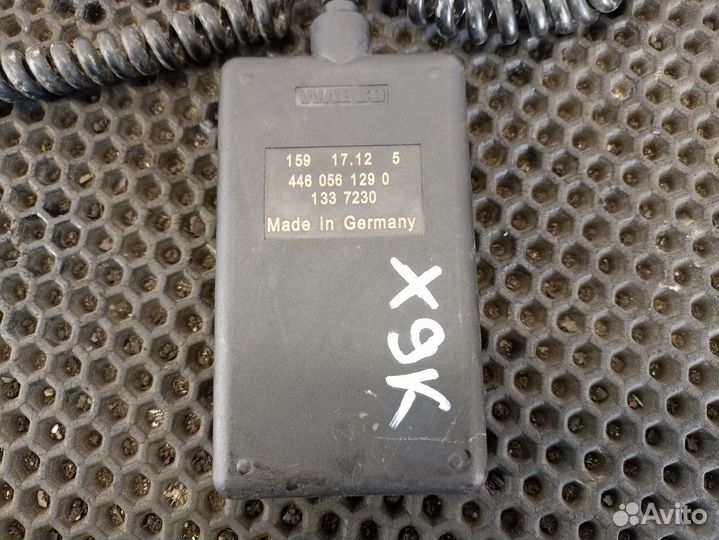 WABCO
159 17.12 5
446 056 129 0
133 7230
Made in Germany
X9K
Avito